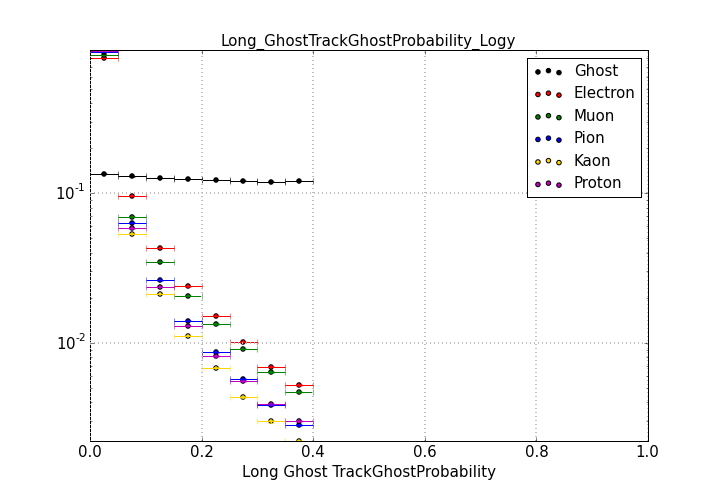 Long_GhostTrackGhostProbability_Logy
Ghost
Electron
Muon
Pion
Kaon
Proton
10^-1
10^-2
0.0 0.2 0.4 0.6 0.8 1.0
Long Ghost TrackGhostProbability